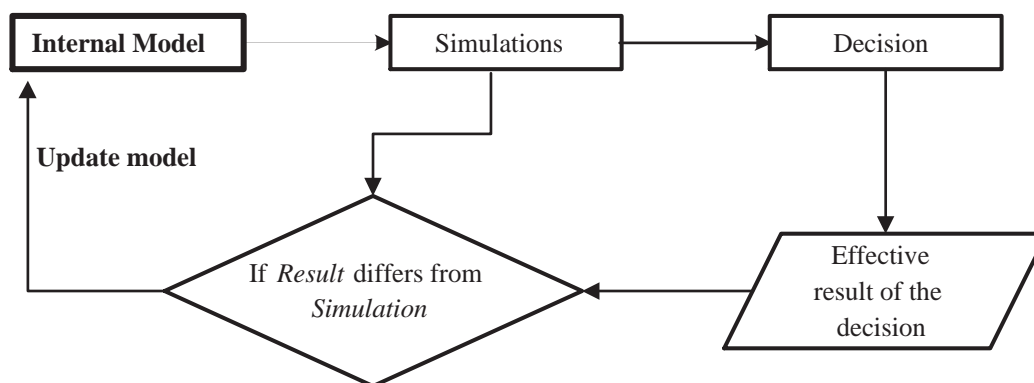 Internal Model
Simulations
Decision
Update model
If Result differs from
Simulation
Effective
result of the
decision